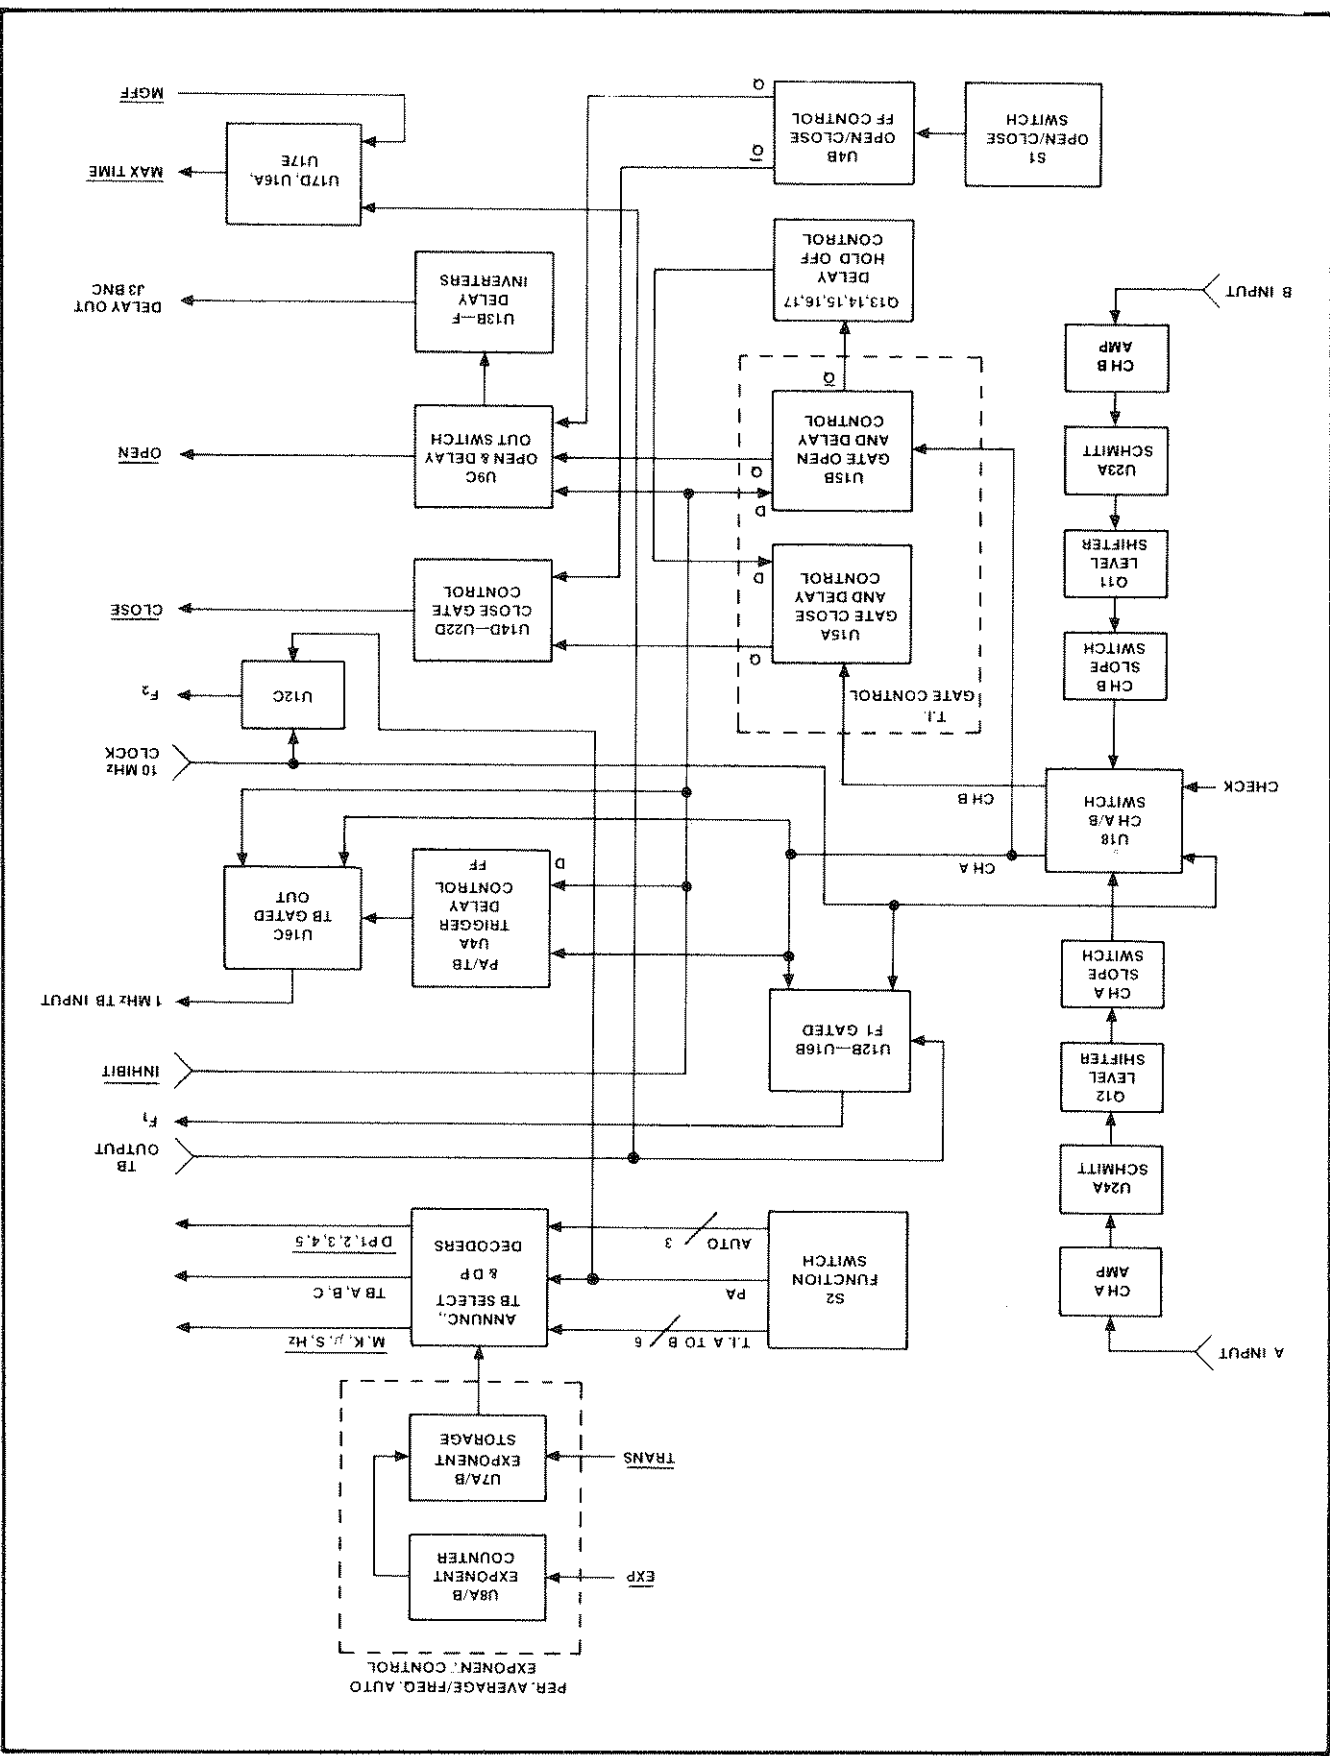 PER. AVERAGE/FREQ. AUTO
EXPONENT CONTROL
EXP
U8A/B
EXPONENT
COUNTER
TRANS
U7A/B
EXPONENT
STORAGE
A INPUT
CH A
AMP
U24A
SCHMITT
Q12
LEVEL
SHIFTER
CH A
SLOPE
SWITCH
U18
CH A/B
SWITCH
CHECK
CH A
CH B
CH B
SLOPE
SWITCH
Q11
LEVEL
SHIFTER
U23A
SCHMITT
CH B
AMP
B INPUT
S2
FUNCTION
SWITCH
T.I. A TO B
6
PA
AUTO
3
ANNUNC.,
TB SELECT
& DP
DECODERS
M, K, μ, S, Hz
TB A, B, C
DP1, 2, 3, 4, 5
TB
OUTPUT
F1
INHIBIT
U12B—U16B
F1 GATED
1 MHz TB INPUT
PA/TB
U4A
TRIGGER
DELAY
CONTROL
FF
D
U16C
TB GATED
OUT
10 MHz
CLOCK
U12C
F2
T.I.
GATE CONTROL
U15A
GATE CLOSE
AND DELAY
CONTROL
Q
D
U14D—U22D
CLOSE GATE
CONTROL
CLOSE
U15B
GATE OPEN
AND DELAY
CONTROL
D
Q
Q̅
U9C
OPEN & DELAY
OUT SWITCH
OPEN
Q13,14,15,16,17
DELAY
HOLD OFF
CONTROL
U13B—F
DELAY
INVERTERS
DELAY OUT
J3 BNC
S1
OPEN/CLOSE
SWITCH
U4B
OPEN/CLOSE
FF CONTROL
Q̅
Q
U17D, U16A,
U17E
MAX TIME
MGFF